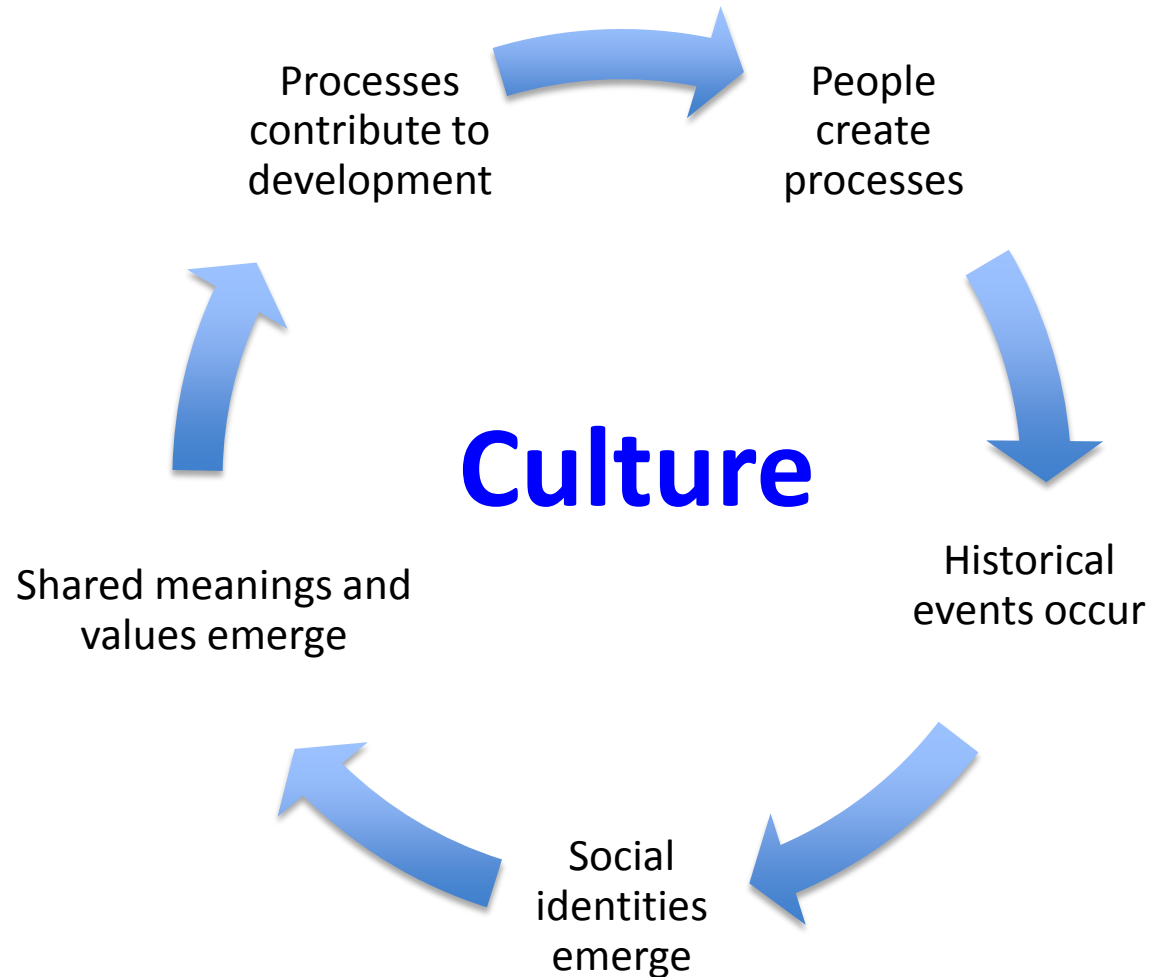 Processes
contribute to
development
People
create
processes
Culture
Historical
events occur
Shared meanings and
values emerge
Social
identities
emerge